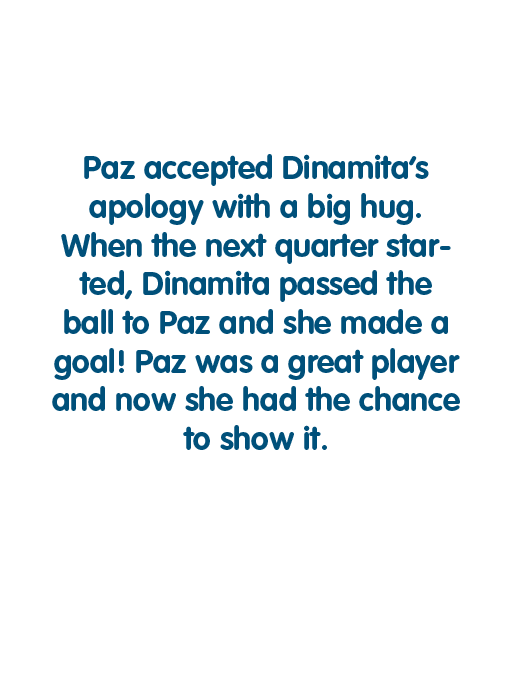 Paz accepted Dinamita's
apology with a big hug.
When the next quarter star-
ted, Dinamita passed the
ball to Paz and she made a
goal! Paz was a great player
and now she had the chance
to show it.